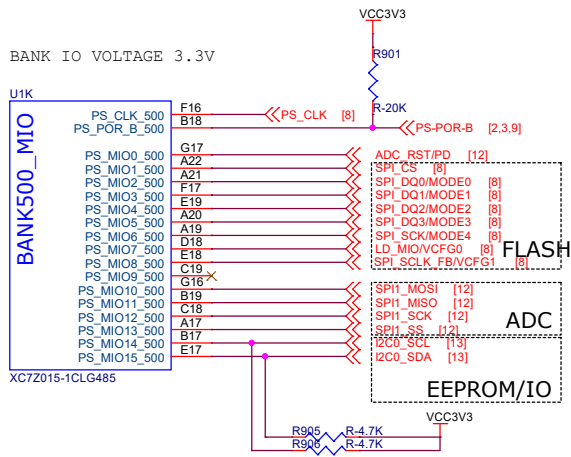 VCC3V3
BANK IO VOLTAGE 3.3V
R901
U1K
R-20K
PS_CLK_500 F16 PS_CLK [8]
PS_POR_B_500 B18 PS-POR-B [2,3,9]
BANK500_MIO
PS_MIO0_500 G17 ADC_RST/PD [12]
PS_MIO1_500 A22 SPI_CS [8]
PS_MIO2_500 A21 SPI_DQ0/MODE0 [8]
PS_MIO3_500 F17 SPI_DQ1/MODE1 [8]
PS_MIO4_500 E19 SPI_DQ2/MODE2 [8]
PS_MIO5_500 A20 SPI_DQ3/MODE3 [8]
PS_MIO6_500 A19 SPI_SCK/MODE4 [8]
PS_MIO7_500 D18 LD_MIO/VCFG0 [8]
PS_MIO8_500 E18 SPI_SCLK_FB/VCFG1 [8]
FLASH
PS_MIO9_500 C19
PS_MIO10_500 G16 SPI1_MOSI [12]
PS_MIO11_500 B19 SPI1_MISO [12]
PS_MIO12_500 C18 SPI1_SCK [12]
PS_MIO13_500 A17 SPI1_SS [12]
ADC
PS_MIO14_500 B17 I2C0_SCL [13]
PS_MIO15_500 E17 I2C0_SDA [13]
XC7Z015-1CLG485
EEPROM/IO
VCC3V3
R905 R-4.7K
R906 R-4.7K